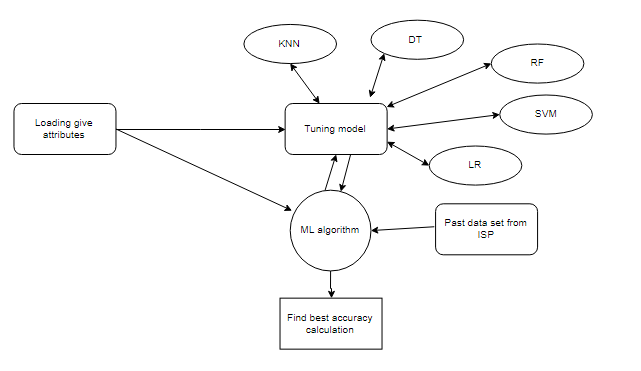 KNN
DT
RF
SVM
LR
Loading give
attributes
Tuning model
ML algorithm
Past data set from
ISP
Find best accuracy
calculation